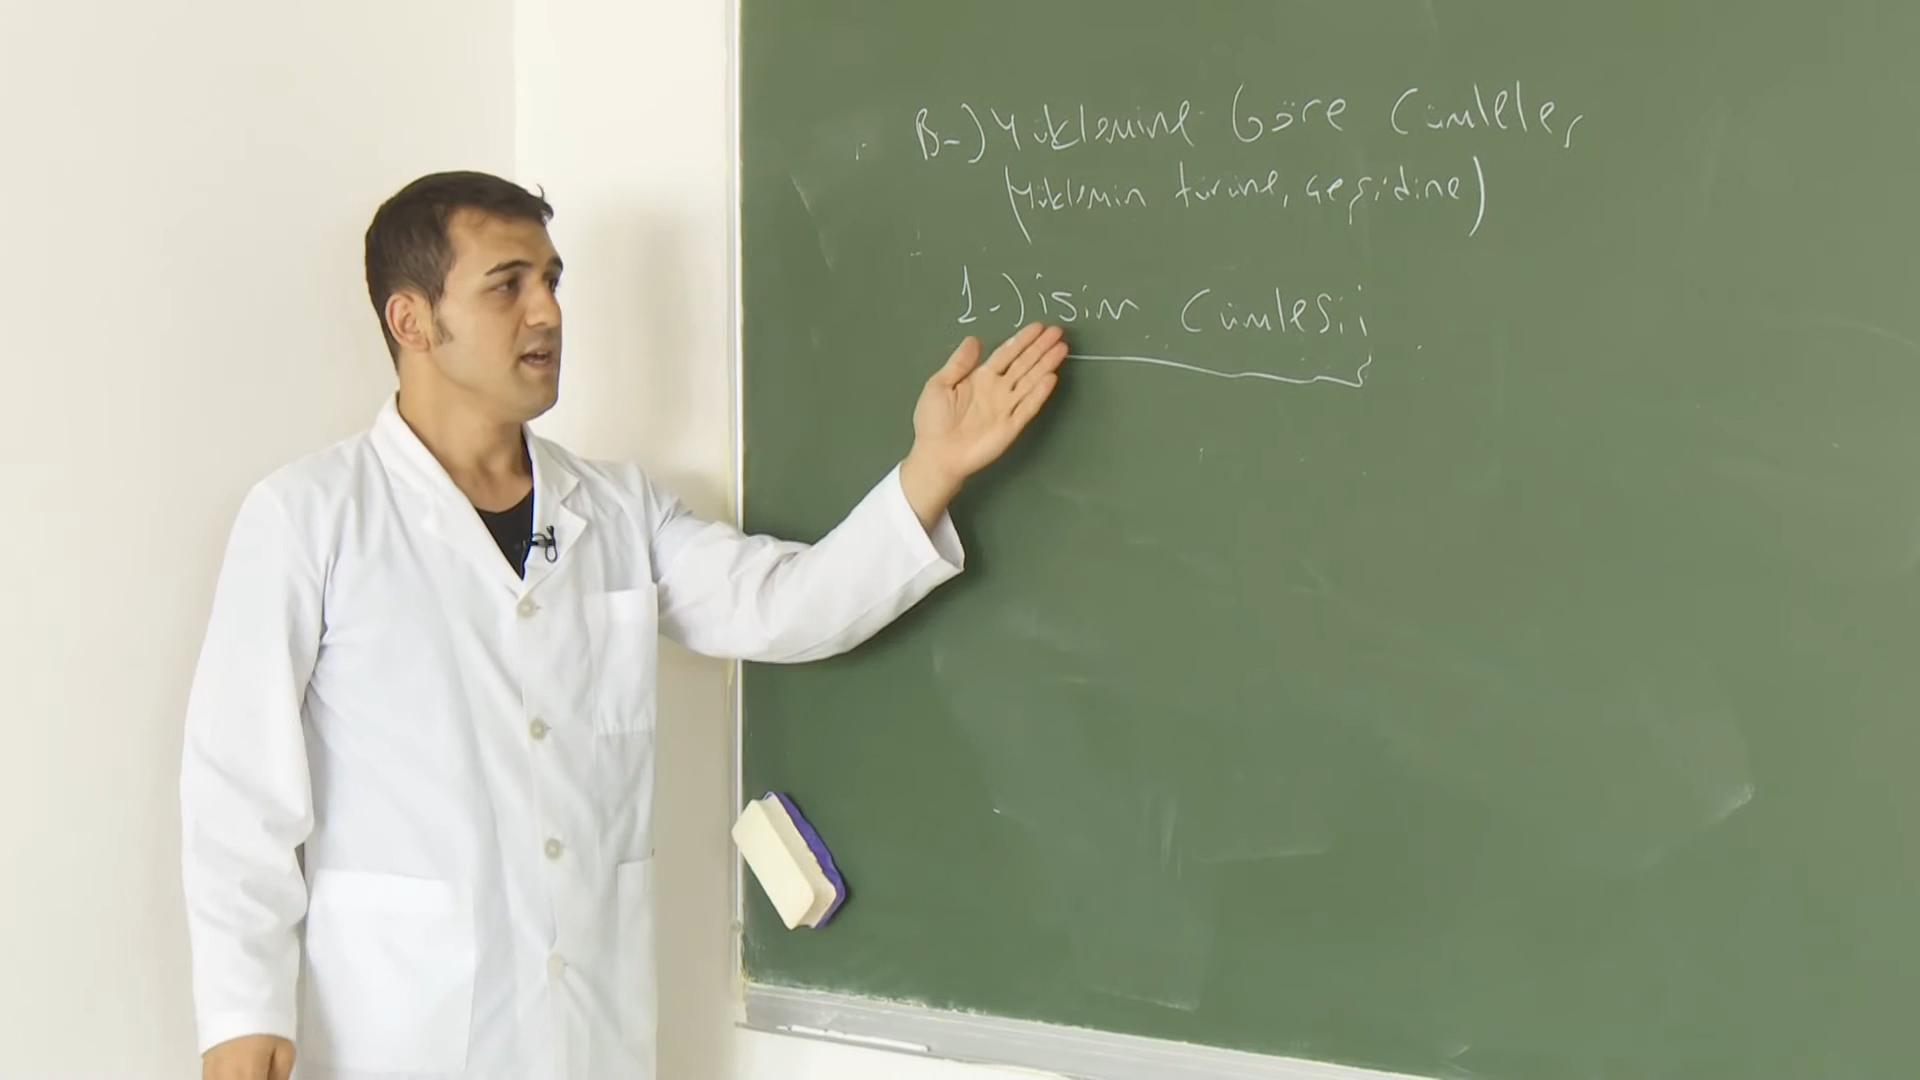 B-) Yüklemine Göre Cümleler
(Yüklemin türüne, çeşidine)
1-) isim Cümlesi